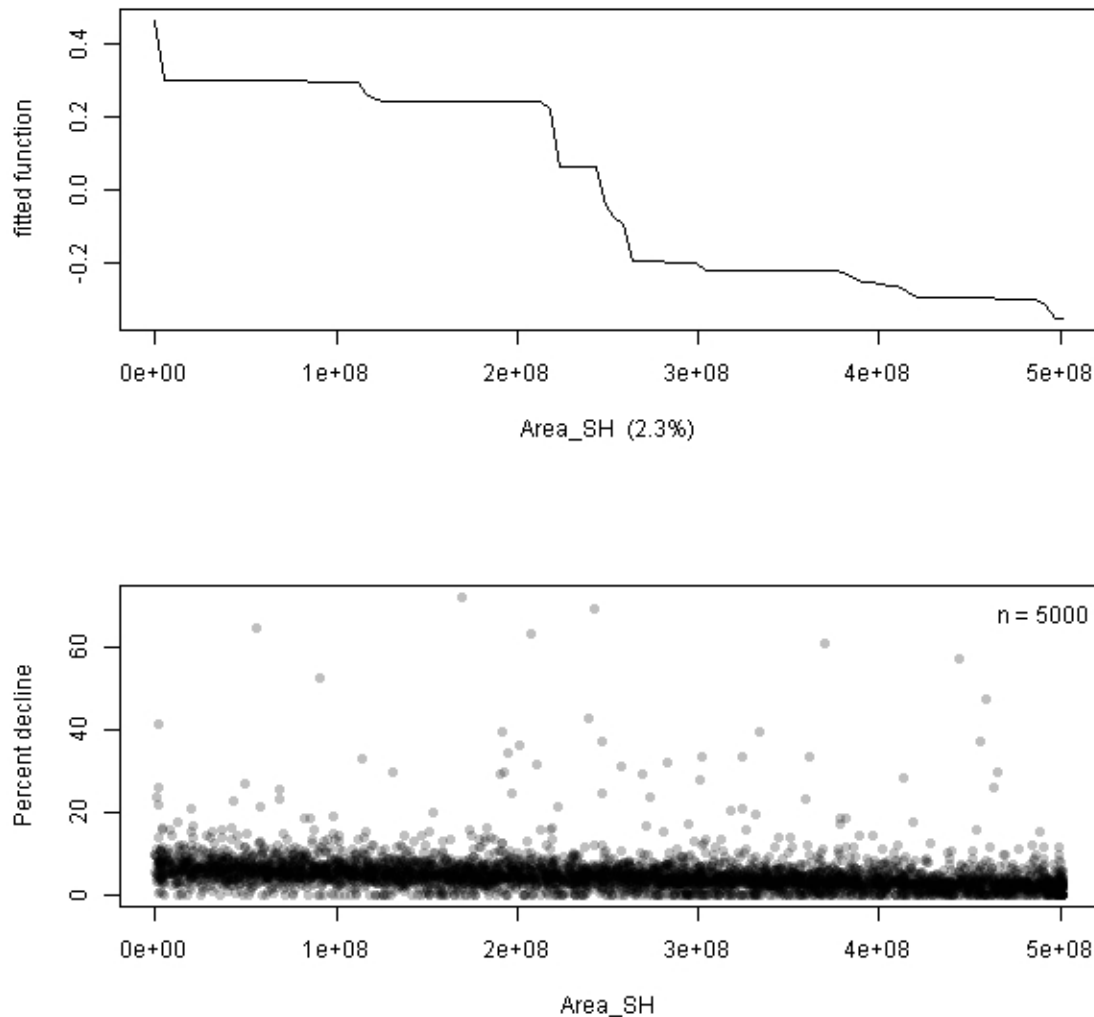 fitted function
0.4
0.2
0.0
-0.2
0e+00 1e+08 2e+08 3e+08 4e+08 5e+08
Area_SH (2.3%)
n = 5000
Percent decline
60
40
20
0
0e+00 1e+08 2e+08 3e+08 4e+08 5e+08
Area_SH